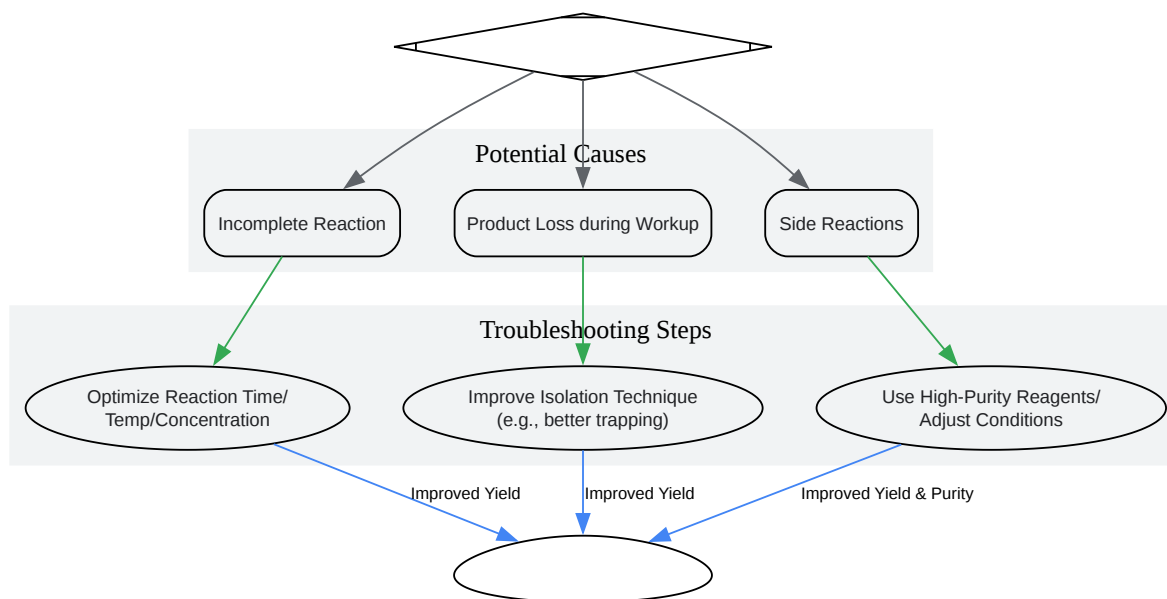 Potential Causes
Incomplete Reaction
Product Loss during Workup
Side Reactions
Troubleshooting Steps
Optimize Reaction Time/
Temp/Concentration
Improve Isolation Technique
(e.g., better trapping)
Use High-Purity Reagents/
Adjust Conditions
Improved Yield
Improved Yield
Improved Yield & Purity